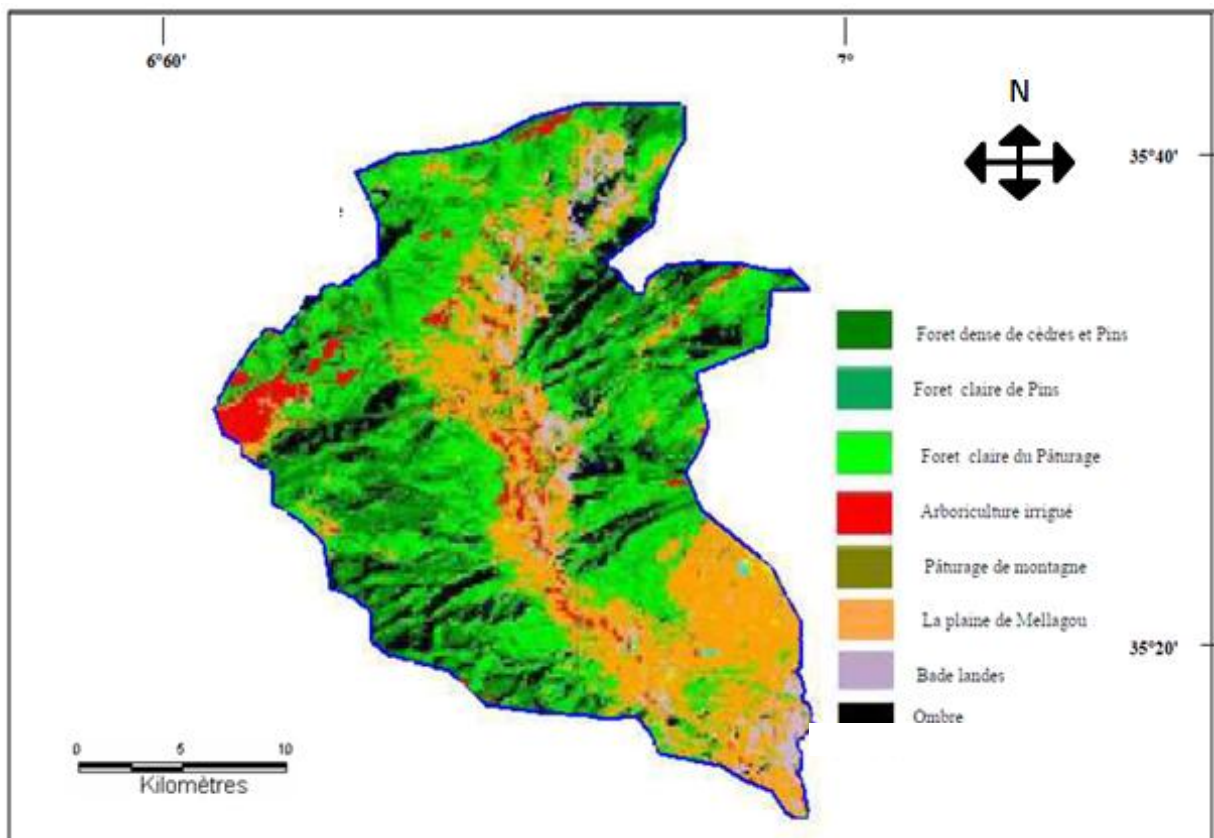 6°60'
7°
N
35°40'
Foret dense de cèdres et Pins
Foret claire de Pins
Foret claire du Pâturage
Arboriculture irrigué
Pâturage de montagne
La plaine de Mellagou
35°20'
Bade landes
Ombre
0 5 10
Kilomètres